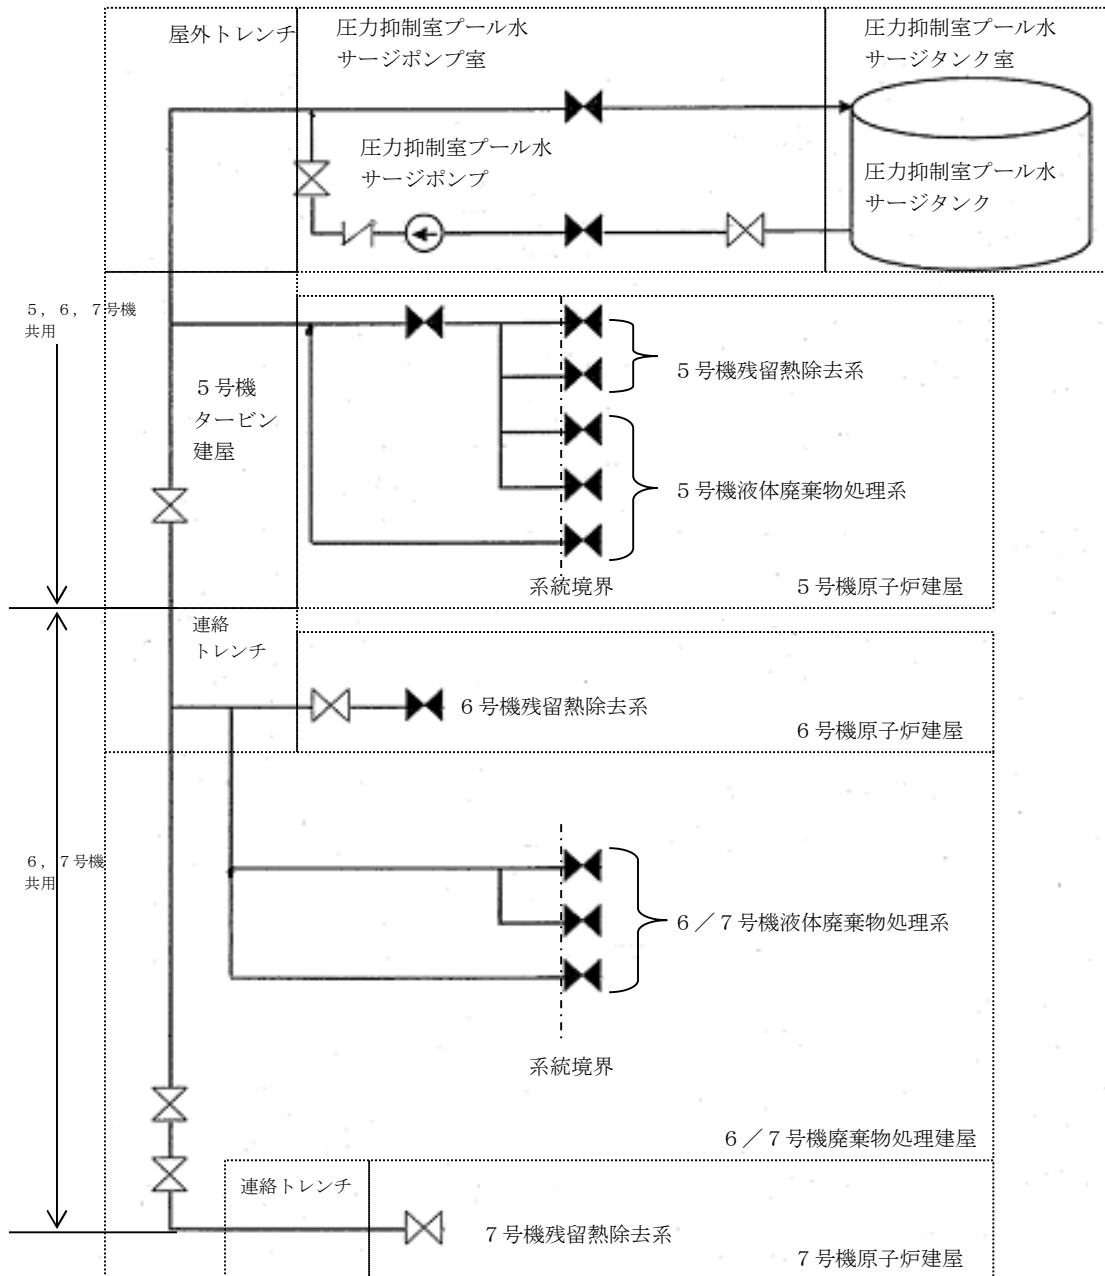 屋外トレンチ
圧力抑制室プール水
サージポンプ室
圧力抑制室プール水
サージタンク室
圧力抑制室プール水
サージポンプ
圧力抑制室プール水
サージタンク
5，6，7号機
共用
5号機
タービン
建屋
5号機残留熱除去系
5号機液体廃棄物処理系
系統境界
5号機原子炉建屋
連絡
トレンチ
6号機残留熱除去系
6号機原子炉建屋
6，7号機
共用
6／7号機液体廃棄物処理系
系統境界
6／7号機廃棄物処理建屋
連絡トレンチ
7号機残留熱除去系
7号機原子炉建屋